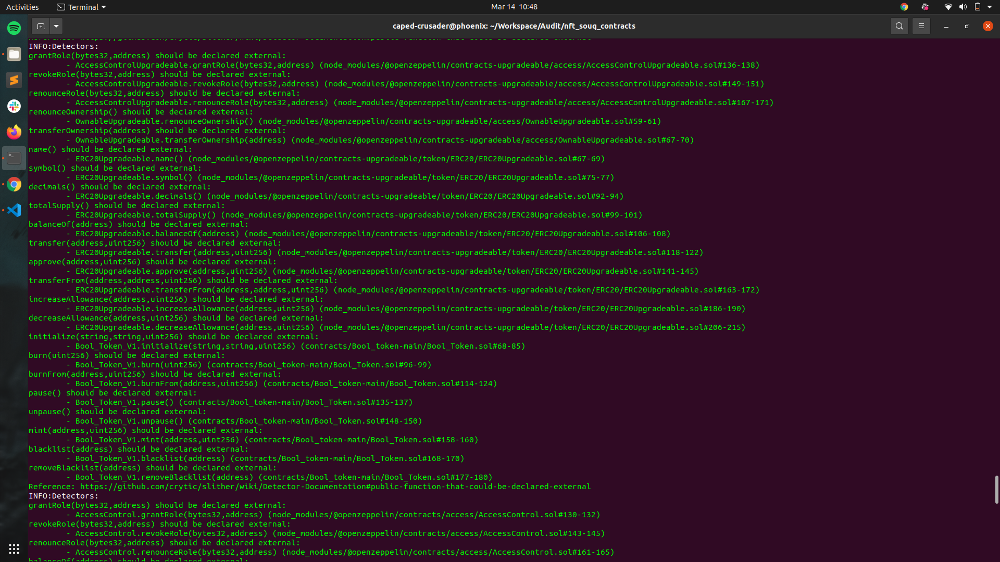 Activities
Terminal
Mar 14 10:48
caped-crusader@phoenix: ~/Workspace/Audit/nft_souq_contracts
INFO:Detectors:
grantRole(bytes32,address) should be declared external:
- AccessControlUpgradeable.grantRole(bytes32,address) (node_modules/@openzeppelin/contracts-upgradeable/access/AccessControlUpgradeable.sol#136-138)
revokeRole(bytes32,address) should be declared external:
- AccessControlUpgradeable.revokeRole(bytes32,address) (node_modules/@openzeppelin/contracts-upgradeable/access/AccessControlUpgradeable.sol#149-151)
renounceRole(bytes32,address) should be declared external:
- AccessControlUpgradeable.renounceRole(bytes32,address) (node_modules/@openzeppelin/contracts-upgradeable/access/AccessControlUpgradeable.sol#167-171)
renounceOwnership() should be declared external:
- OwnableUpgradeable.renounceOwnership() (node_modules/@openzeppelin/contracts-upgradeable/access/OwnableUpgradeable.sol#59-61)
transferOwnership(address) should be declared external:
- OwnableUpgradeable.transferOwnership(address) (node_modules/@openzeppelin/contracts-upgradeable/access/OwnableUpgradeable.sol#67-70)
name() should be declared external:
- ERC20Upgradeable.name() (node_modules/@openzeppelin/contracts-upgradeable/token/ERC20/ERC20Upgradeable.sol#67-69)
symbol() should be declared external:
- ERC20Upgradeable.symbol() (node_modules/@openzeppelin/contracts-upgradeable/token/ERC20/ERC20Upgradeable.sol#75-77)
decimals() should be declared external:
- ERC20Upgradeable.decimals() (node_modules/@openzeppelin/contracts-upgradeable/token/ERC20/ERC20Upgradeable.sol#92-94)
totalSupply() should be declared external:
- ERC20Upgradeable.totalSupply() (node_modules/@openzeppelin/contracts-upgradeable/token/ERC20/ERC20Upgradeable.sol#99-101)
balanceOf(address) should be declared external:
- ERC20Upgradeable.balanceOf(address) (node_modules/@openzeppelin/contracts-upgradeable/token/ERC20/ERC20Upgradeable.sol#106-108)
transfer(address,uint256) should be declared external:
- ERC20Upgradeable.transfer(address,uint256) (node_modules/@openzeppelin/contracts-upgradeable/token/ERC20/ERC20Upgradeable.sol#118-122)
approve(address,uint256) should be declared external:
- ERC20Upgradeable.approve(address,uint256) (node_modules/@openzeppelin/contracts-upgradeable/token/ERC20/ERC20Upgradeable.sol#141-145)
transferFrom(address,address,uint256) should be declared external:
- ERC20Upgradeable.transferFrom(address,address,uint256) (node_modules/@openzeppelin/contracts-upgradeable/token/ERC20/ERC20Upgradeable.sol#163-172)
increaseAllowance(address,uint256) should be declared external:
- ERC20Upgradeable.increaseAllowance(address,uint256) (node_modules/@openzeppelin/contracts-upgradeable/token/ERC20/ERC20Upgradeable.sol#186-190)
decreaseAllowance(address,uint256) should be declared external:
- ERC20Upgradeable.decreaseAllowance(address,uint256) (node_modules/@openzeppelin/contracts-upgradeable/token/ERC20/ERC20Upgradeable.sol#206-215)
initialize(string,string,uint256) should be declared external:
- Bool_Token_V1.initialize(string,string,uint256) (contracts/Bool_token-main/Bool_Token.sol#68-85)
burn(uint256) should be declared external:
- Bool_Token_V1.burn(uint256) (contracts/Bool_token-main/Bool_Token.sol#96-99)
burnFrom(address,uint256) should be declared external:
- Bool_Token_V1.burnFrom(address,uint256) (contracts/Bool_token-main/Bool_Token.sol#114-124)
pause() should be declared external:
- Bool_Token_V1.pause() (contracts/Bool_token-main/Bool_Token.sol#135-137)
unpause() should be declared external:
- Bool_Token_V1.unpause() (contracts/Bool_token-main/Bool_Token.sol#148-150)
mint(address,uint256) should be declared external:
- Bool_Token_V1.mint(address,uint256) (contracts/Bool_token-main/Bool_Token.sol#158-160)
blacklist(address) should be declared external:
- Bool_Token_V1.blacklist(address) (contracts/Bool_token-main/Bool_Token.sol#168-170)
removeBlacklist(address) should be declared external:
- Bool_Token_V1.removeBlacklist(address) (contracts/Bool_token-main/Bool_Token.sol#177-180)
Reference: https://github.com/crytic/slither/wiki/Detector-Documentation#public-function-that-could-be-declared-external
INFO:Detectors:
grantRole(bytes32,address) should be declared external:
- AccessControl.grantRole(bytes32,address) (node_modules/@openzeppelin/contracts/access/AccessControl.sol#130-132)
revokeRole(bytes32,address) should be declared external:
- AccessControl.revokeRole(bytes32,address) (node_modules/@openzeppelin/contracts/access/AccessControl.sol#143-145)
renounceRole(bytes32,address) should be declared external:
- AccessControl.renounceRole(bytes32,address) (node_modules/@openzeppelin/contracts/access/AccessControl.sol#161-165)
balanceOf(address) should be declared external: